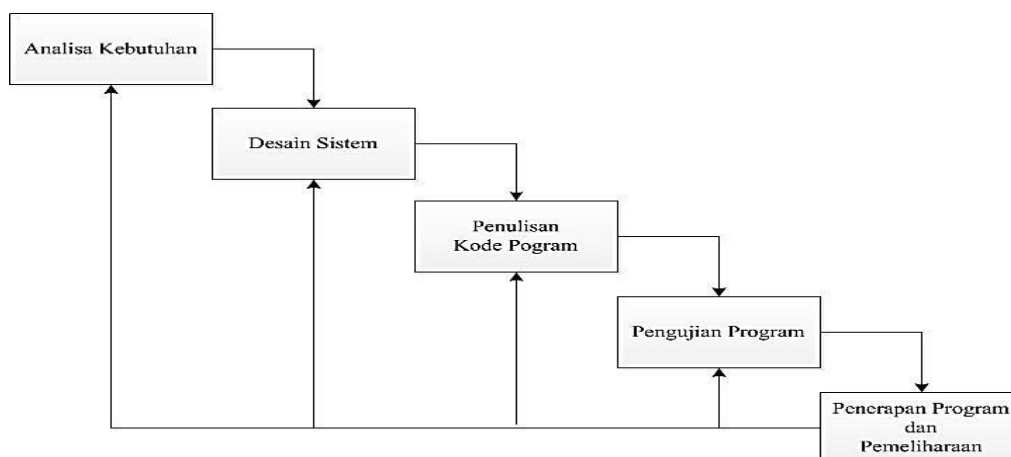 Analisa Kebutuhan
Desain Sistem
Penulisan
Kode Pogram
Pengujian Program
Penerapan Program
dan
Pemeliharaan